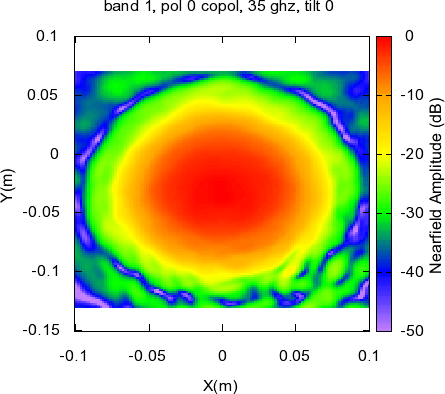 band 1, pol 0 copol, 35 ghz, tilt 0
0.1
0.05
0
-0.05
-0.1
-0.15
Y(m)
-0.1 -0.05 0 0.05 0.1
X(m)
0
-10
-20
-30
-40
-50
Nearfield Amplitude (dB)